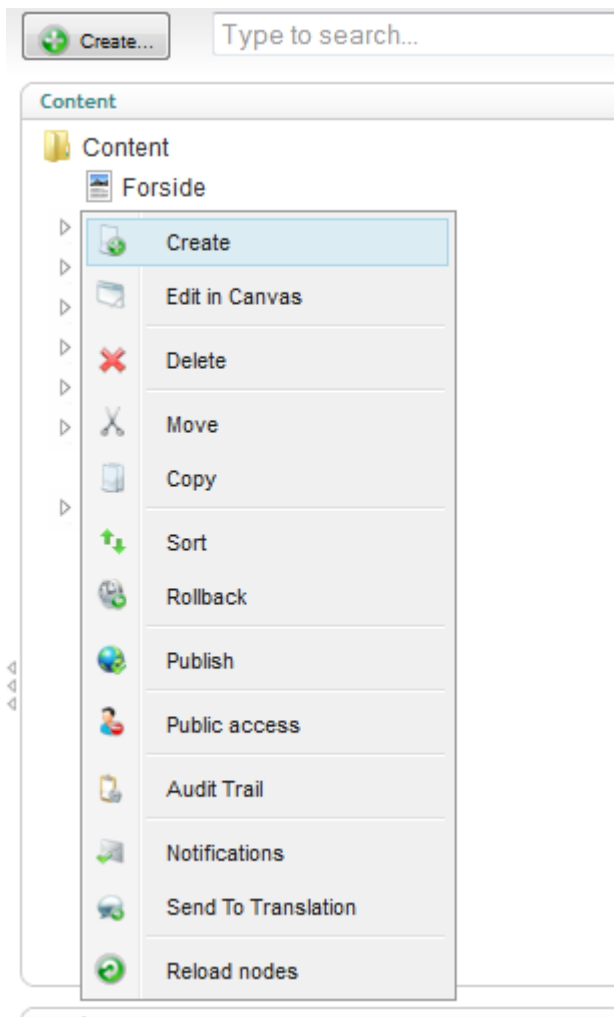 Create...
Type to search...
Content
Content
Forside
Create
Edit in Canvas
Delete
Move
Copy
Sort
Rollback
Publish
Public access
Audit Trail
Notifications
Send To Translation
Reload nodes